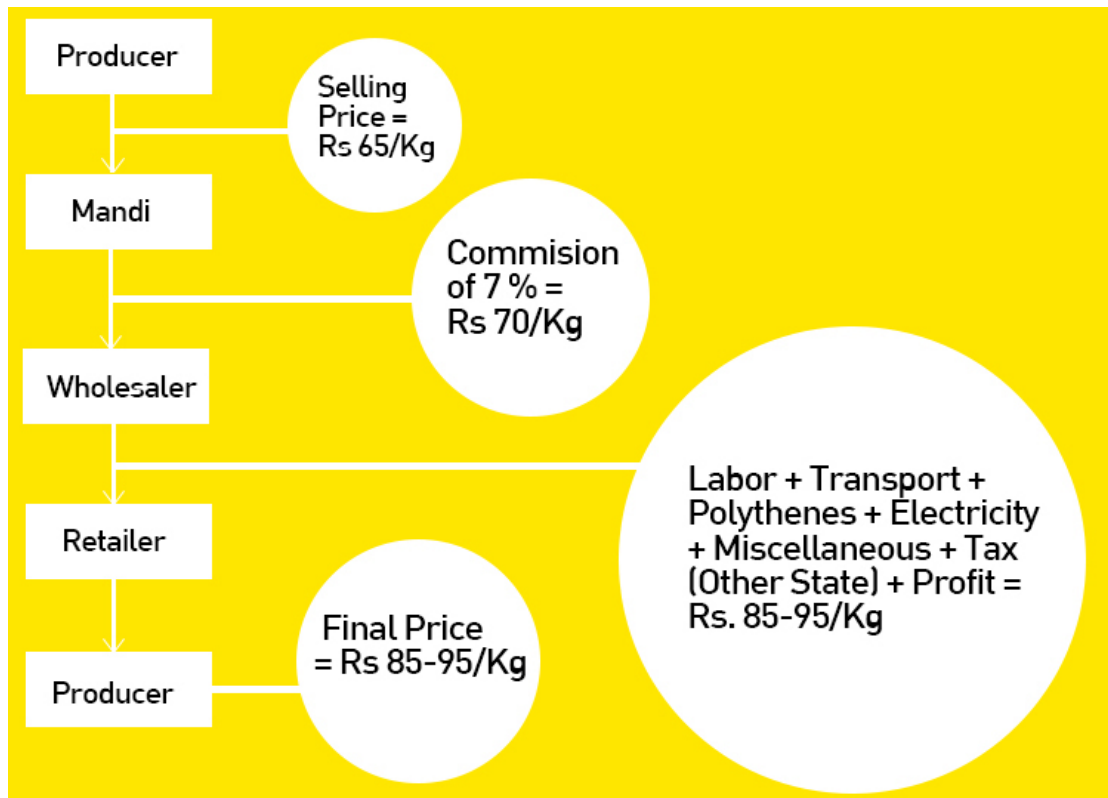 Producer
Selling
Price =
Rs 65/Kg
Mandi
Commision
of 7 % =
Rs 70/Kg
Wholesaler
Labor + Transport +
Polythenes + Electricity
+ Miscellaneous + Tax
(Other State) + Profit =
Rs. 85-95/Kg
Retailer
Final Price
= Rs 85-95/Kg
Producer